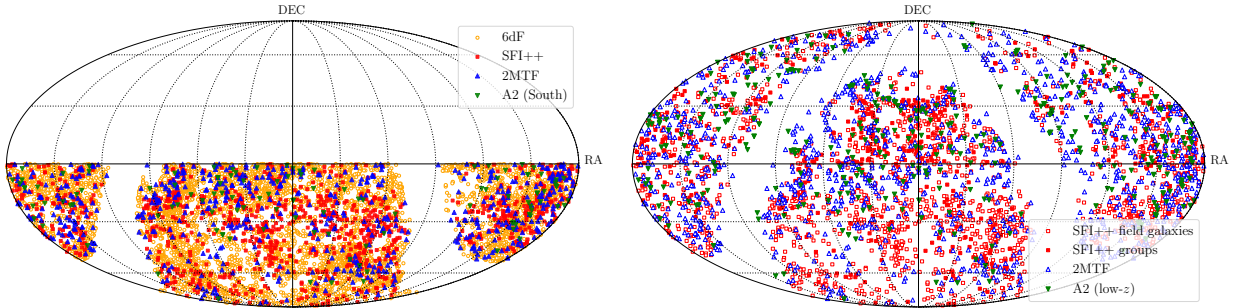 DEC
6dF
SFI++
2MTF
A2 (South)
RA
DEC
RA
SFI++ field galaxies
SFI++ groups
2MTF
A2 (low-z)